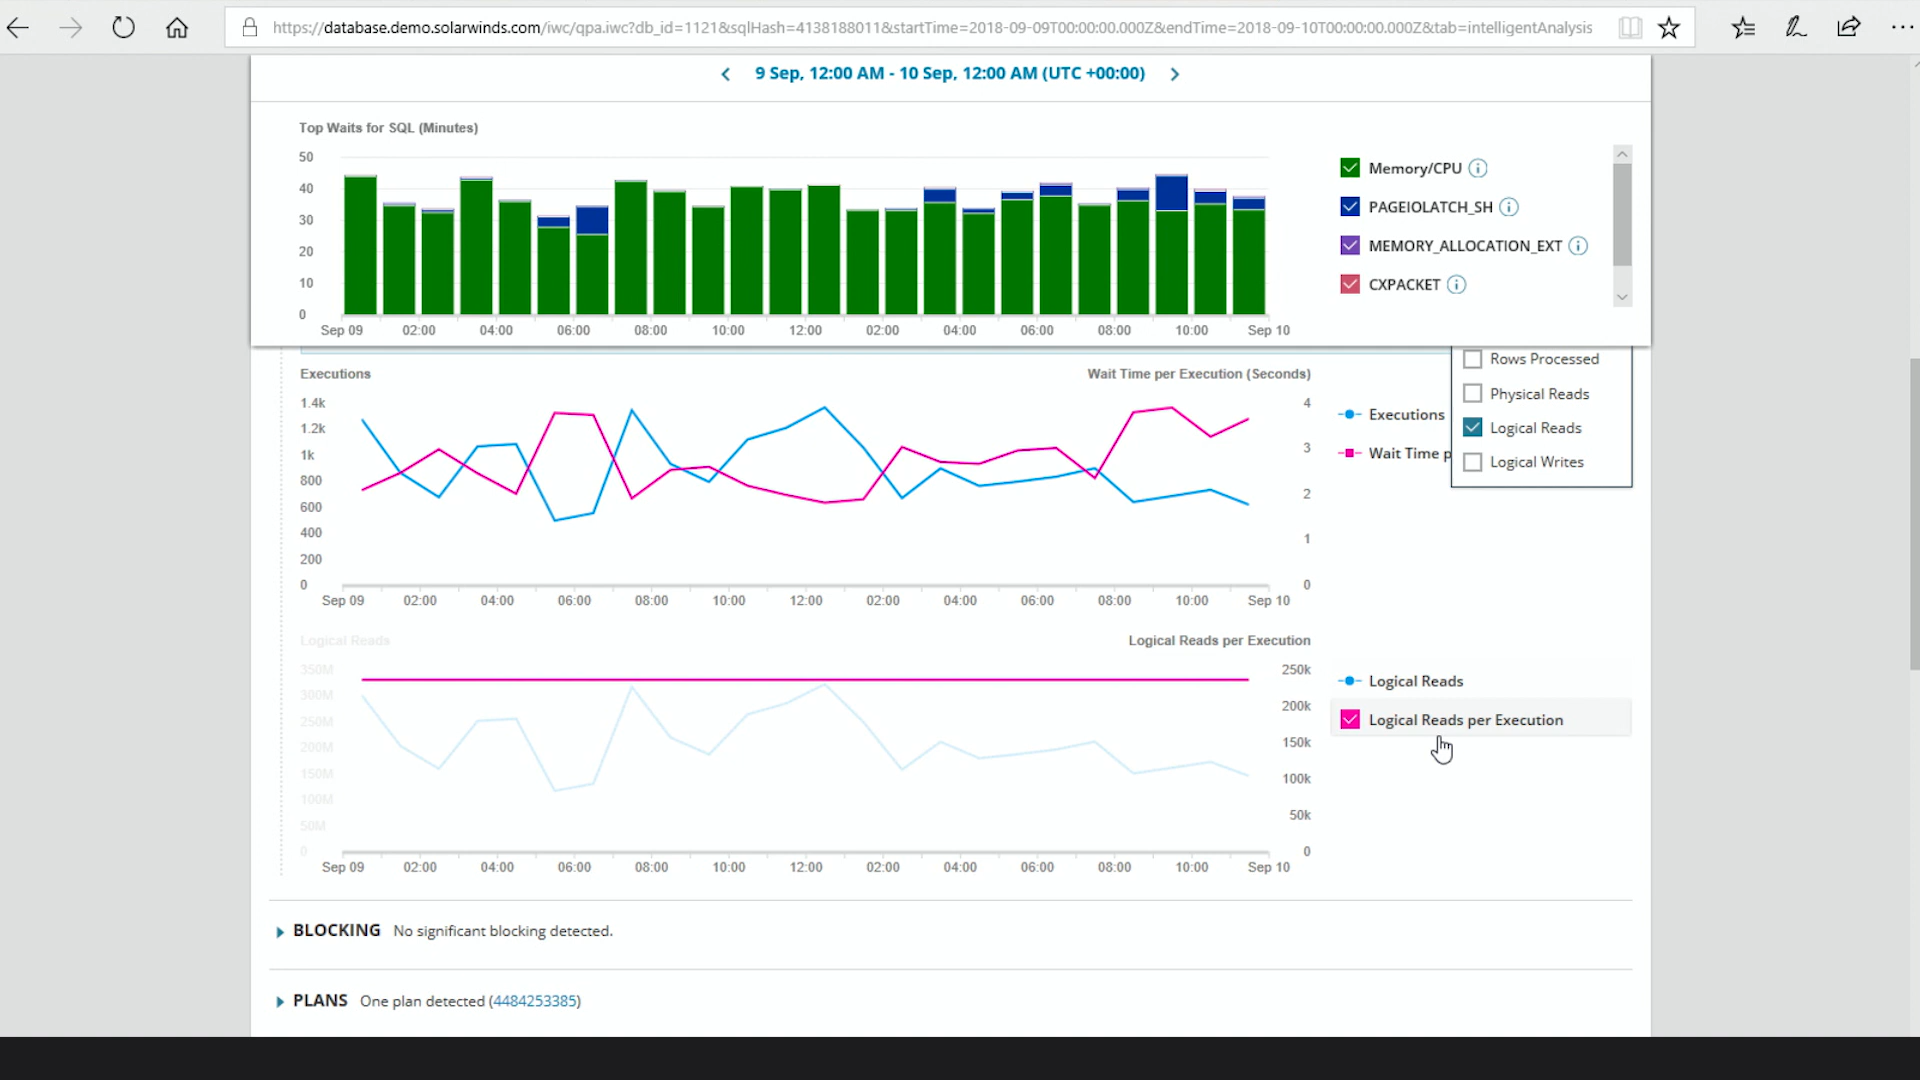 https://database.demo.solarwinds.com/iwc/qpa.iwc?db_id=1121&sqlHash=4138188011&startTime=2018-09-09T00:00:00.000Z&endTime=2018-09-10T00:00:00.000Z&tab=intelligentAnalysis
9 Sep, 12:00 AM - 10 Sep, 12:00 AM (UTC +00:00)
Top Waits for SQL (Minutes)
50
40
30
20
10
0
Sep 09 02:00 04:00 06:00 08:00 10:00 12:00 02:00 04:00 06:00 08:00 10:00 Sep 10
Memory/CPU
PAGEIOLATCH_SH
MEMORY_ALLOCATION_EXT
CXPACKET
Rows Processed
Physical Reads
Logical Reads
Logical Writes
Executions Wait Time per Execution (Seconds)
1.4k
1.2k
1k
800
600
400
200
0
4
3
2
1
0
Executions
Wait Time p
Sep 09 02:00 04:00 06:00 08:00 10:00 12:00 02:00 04:00 06:00 08:00 10:00 Sep 10
Logical Reads Logical Reads per Execution
350M
300M
250M
200M
150M
100M
50M
0
250k
200k
150k
100k
50k
0
Logical Reads
Logical Reads per Execution
Sep 09 02:00 04:00 06:00 08:00 10:00 12:00 02:00 04:00 06:00 08:00 10:00 Sep 10
BLOCKING No significant blocking detected.
PLANS One plan detected (4484253385)